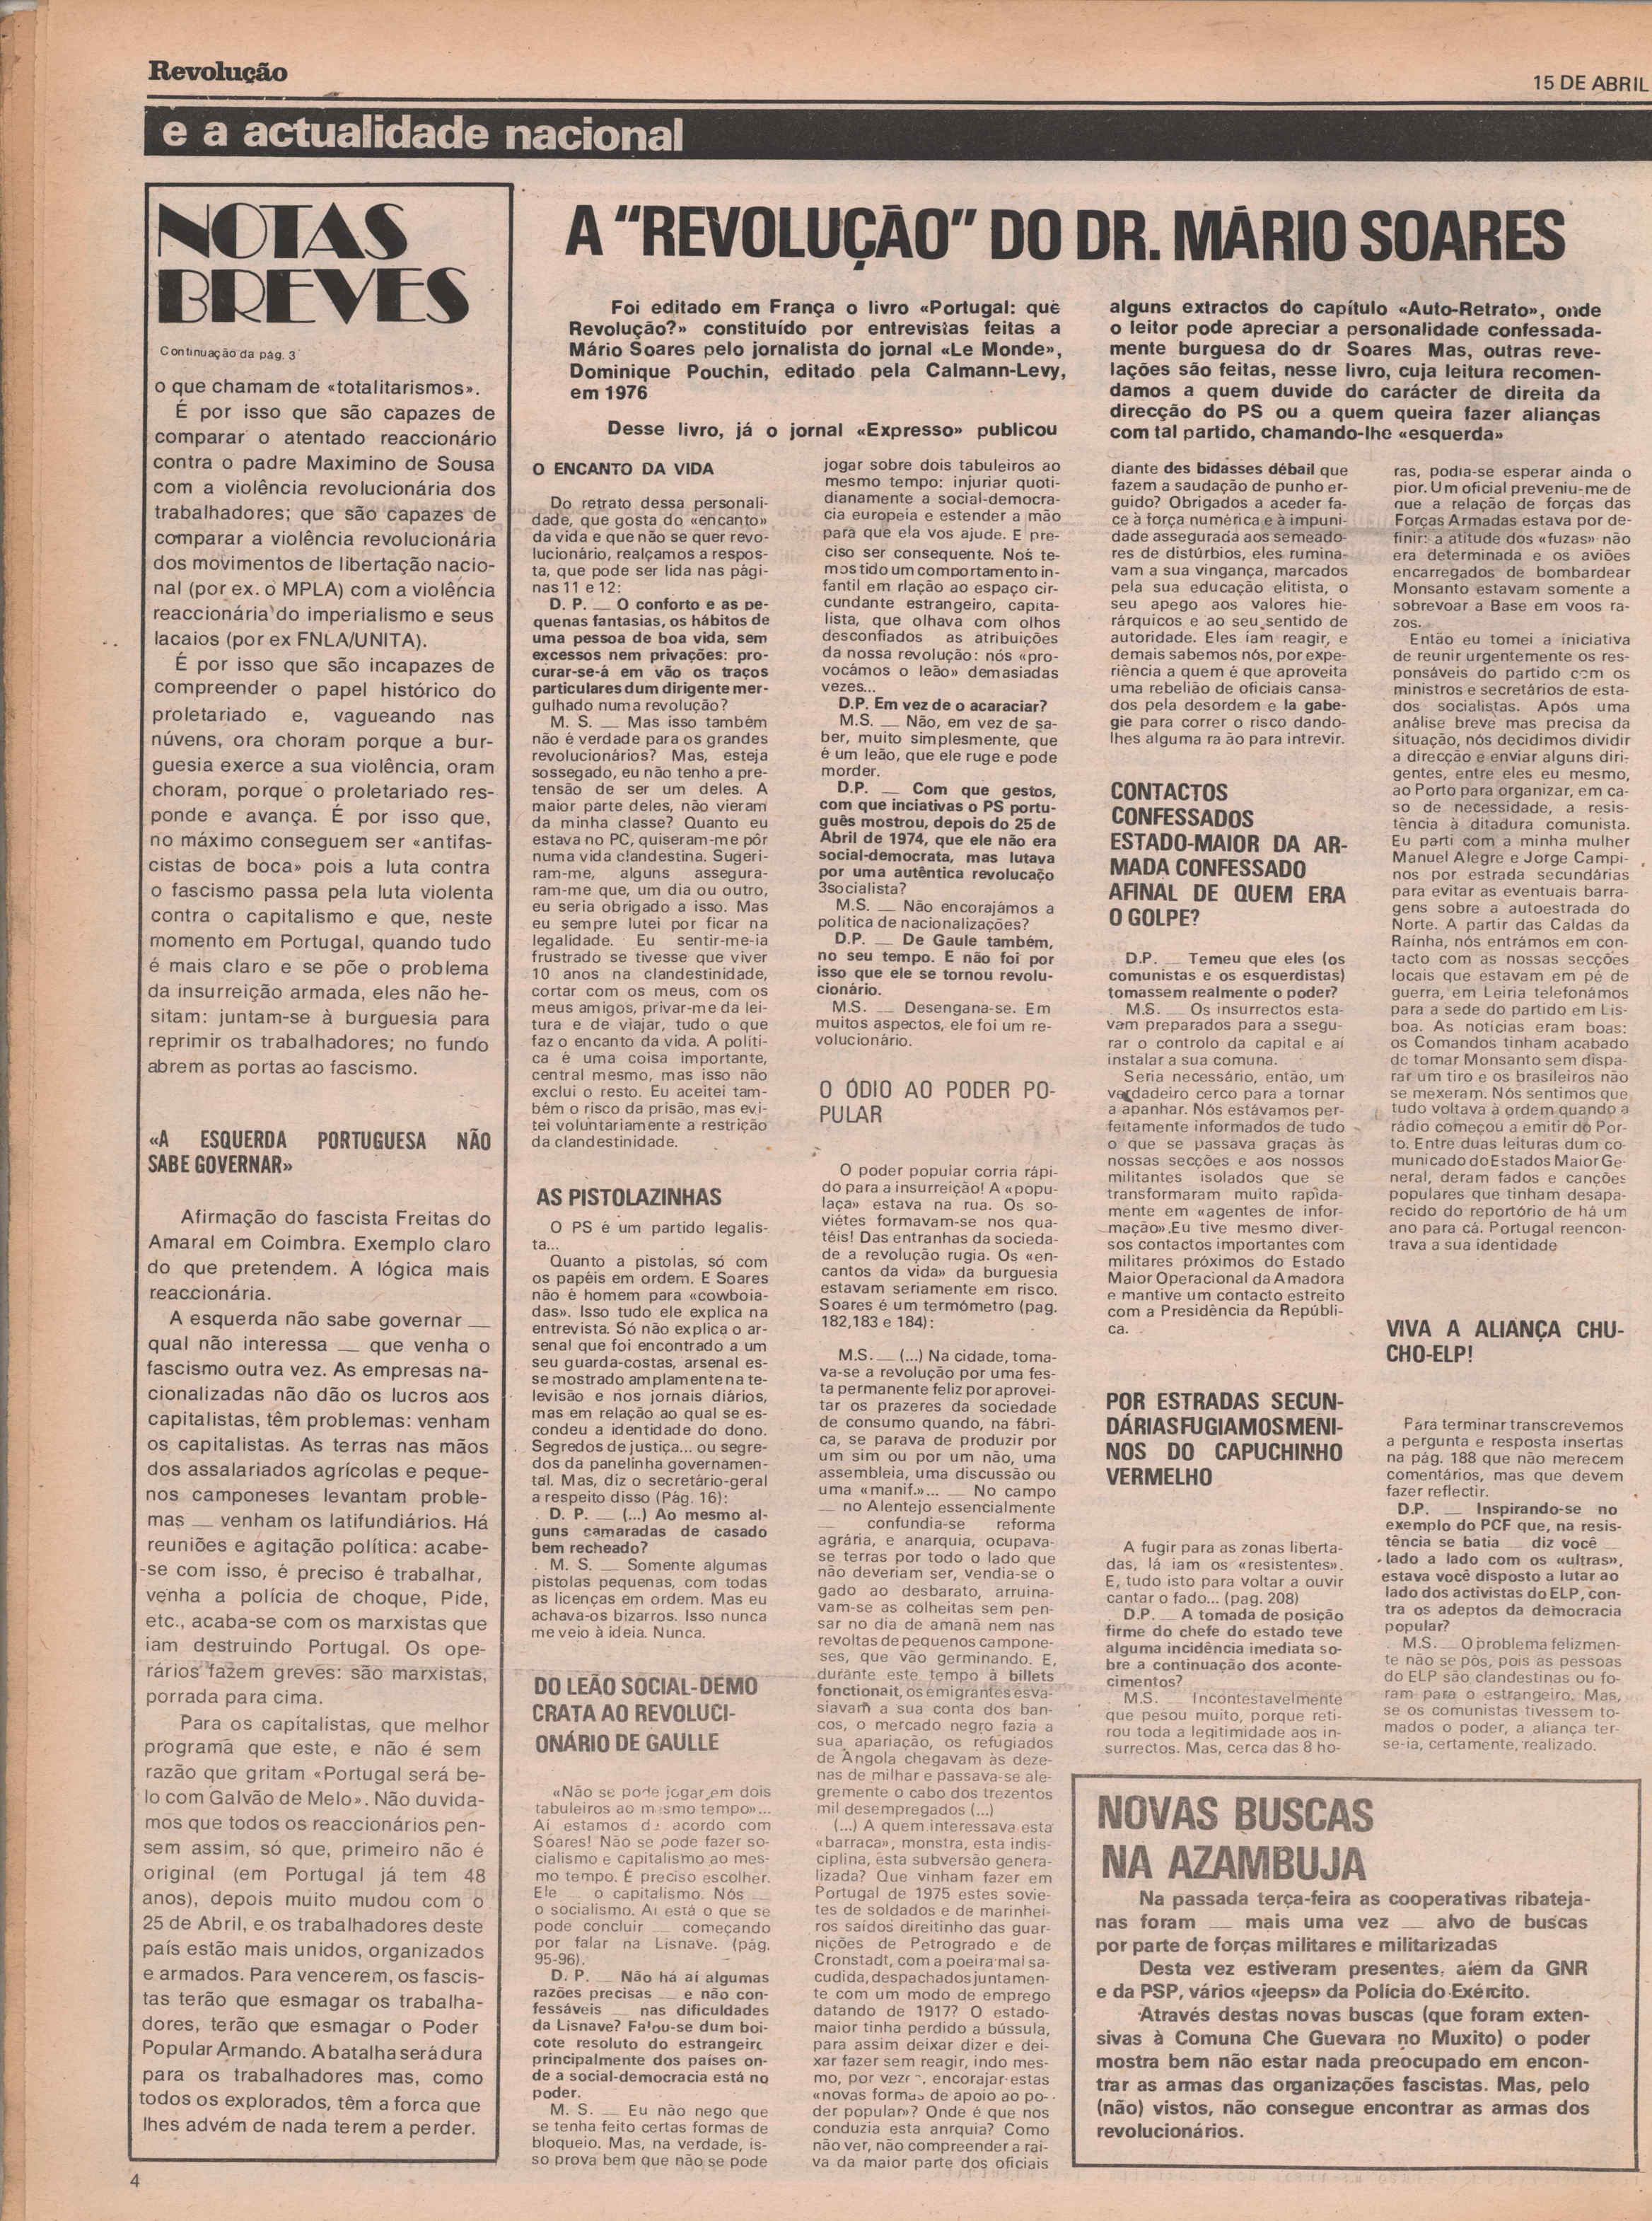 Revolução
15 DE ABRIL
e a actualidade nacional
NOTAS
BREVES
Continuação da pág. 3
o que chamam de «totalitarismos».
É por isso que são capazes de
comparar o atentado reaccionário
contra o padre Maximino de Sousa
com a violência revolucionária dos
trabalhadores; que são capazes de
comparar a violência revolucionária
dos movimentos de libertação nacio-
nal (por ex. o MPLA) com a violência
reaccionária do imperialismo e seus
lacaios (por ex FNLA/UNITA).
É por isso que são incapazes de
compreender o papel histórico do
proletariado e, vagueando nas
núvens, ora choram porque a bur-
guesia exerce a sua violência, oram
choram, porque o proletariado res-
ponde e avança. É por isso que,
no máximo conseguem ser «antifas-
cistas de boca» pois a luta contra
o fascismo passa pela luta violenta
contra o capitalismo e que, neste
momento em Portugal, quando tudo
é mais claro e se põe o problema
da insurreição armada, eles não he-
sitam: juntam-se à burguesia para
reprimir os trabalhadores; no fundo
abrem as portas ao fascismo.
«A ESQUERDA PORTUGUESA NÃO
SABE GOVERNAR»
Afirmação do fascista Freitas do
Amaral em Coimbra. Exemplo claro
do que pretendem. A lógica mais
reaccionária.
A esquerda não sabe governar —
qual não interessa — que venha o
fascismo outra vez. As empresas na-
cionalizadas não dão os lucros aos
capitalistas, têm problemas: venham
os capitalistas. As terras nas mãos
dos assalariados agrícolas e peque-
nos camponeses levantam proble-
mas — venham os latifundiários. Há
reuniões e agitação política: acabe-
-se com isso, é preciso é trabalhar,
venha a polícia de choque, Pide,
etc., acaba-se com os marxistas que
iam destruindo Portugal. Os ope-
rários fazem greves: são marxistas,
porrada para cima.
Para os capitalistas, que melhor
programa que este, e não é sem
razão que gritam «Portugal será be-
lo com Galvão de Melo». Não duvida-
mos que todos os reaccionários pen-
sem assim, só que, primeiro não é
original (em Portugal já tem 48
anos), depois muito mudou com o
25 de Abril, e os trabalhadores deste
país estão mais unidos, organizados
e armados. Para vencerem, os fascis-
tas terão que esmagar os trabalha-
dores, terão que esmagar o Poder
Popular Armando. A batalha será dura
para os trabalhadores mas, como
todos os explorados, têm a força que
lhes advém de nada terem a perder.
4
A "REVOLUÇÃO" DO DR. MÁRIO SOARES
Foi editado em França o livro «Portugal: quê
Revolução?» constituído por entrevistas feitas a
Mário Soares pelo jornalista do jornal «Le Monde»,
Dominique Pouchin, editado pela Calmann-Levy,
em 1976
Desse livro, já o jornal «Expresso» publicou
alguns extractos do capítulo «Auto-Retrato», onde
o leitor pode apreciar a personalidade confessada-
mente burguesa do dr Soares Mas, outras reve-
lações são feitas, nesse livro, cuja leitura recomen-
damos a quem duvide do carácter de direita da
direcção do PS ou a quem queira fazer alianças
com tal partido, chamando-lhe «esquerda»
O ENCANTO DA VIDA
Do retrato dessa personali-
dade, que gosta do «encanto»
da vida e que não se quer revo-
lucionário, realçamos a respos-
ta, que pode ser lida nas pági-
nas 11 e 12:
D. P. — O conforto e as pe-
quenas fantasias, os hábitos de
uma pessoa de boa vida, sem
excessos nem privações: pro-
curar-se-á em vão os traços
particulares dum dirigente mer-
gulhado numa revolução?
M. S. — Mas isso também
não é verdade para os grandes
revolucionários? Mas, esteja
sossegado, eu não tenho a pre-
tensão de ser um deles. A
maior parte deles, não vieram
da minha classe? Quanto eu
estava no PC, quiseram-me pôr
numa vida clandestina. Sugeri-
ram-me, alguns assegura-
ram-me que, um dia ou outro,
eu seria obrigado a isso. Mas
eu sempre lutei por ficar na
legalidade. Eu sentir-me-ia
frustrado se tivesse que viver
10 anos na clandestinidade,
cortar com os meus, com os
meus amigos, privar-me da lei-
tura e de viajar, tudo o que
faz o encanto da vida. A políti-
ca é uma coisa importante,
central mesmo, mas isso não
exclui o resto. Eu aceitei tam-
bém o risco da prisão, mas evi-
tei voluntariamente a restrição
da clandestinidade.
AS PISTOLAZINHAS
O PS é um partido legalis-
ta...
Quanto a pistolas, só com
os papéis em ordem. E Soares
não é homem para «cowboia-
das». Isso tudo ele explica na
entrevista. Só não explica o ar-
senal que foi encontrado a um
seu guarda-costas, arsenal es-
se mostrado amplamente na te-
levisão e nos jornais diários,
mas em relação ao qual se es-
condeu a identidade do dono.
Segredos de justiça... ou segre-
dos da panelinha governamen-
tal. Mas, diz o secretário-geral
a respeito disso (Pág. 16):
D. P. — (...) Ao mesmo al-
guns camaradas de casado
bem recheado?
M. S. — Somente algumas
pistolas pequenas, com todas
as licenças em ordem. Mas eu
achava-os bizarros. Isso nunca
me veio à ideia. Nunca.
DO LEÃO SOCIAL-DEMO
CRATA AO REVOLUCI-
ONÁRIO DE GAULLE
«Não se pode jogar em dois
tabuleiros ao mesmo tempo»...
Aí estamos de acordo com
Soares! Não se pode fazer so-
cialismo e capitalismo ao mes-
mo tempo. É preciso escolher.
Ele — o capitalismo. Nós —
o socialismo. Aí está o que se
pode concluir — começando
por falar na Lisnave. (pág.
95-96).
D. P. — Não há aí algumas
razões precisas — e não con-
fessáveis — nas dificuldades
da Lisnave? Falou-se dum boi-
cote resoluto do estrangeiro
principalmente dos países on-
de a social-democracia está no
poder.
M. S. — Eu não nego que
se tenha feito certas formas de
bloqueio. Mas, na verdade, is-
so prova bem que não se pode
jogar sobre dois tabuleiros ao
mesmo tempo: injuriar quoti-
dianamente a social-democra-
cia europeia e estender a mão
para que ela vos ajude. E pre-
ciso ser consequente. Nós te-
mos tido um comportamento in-
fantil em rlação ao espaço cir-
cundante estrangeiro, capita-
lista, que olhava com olhos
desconfiados as atribuições
da nossa revolução: nós «pro-
vocámos o leão» demasiadas
vezes...
D.P. Em vez de o acaraciar?
M.S. — Não, em vez de sa-
ber, muito simplesmente, que
é um leão, que ele ruge e pode
morder.
D.P. — Com que gestos,
com que inciativas o PS portu-
guês mostrou, depois do 25 de
Abril de 1974, que ele não era
social-democrata, mas lutava
por uma autêntica revolucaço
3socialista?
M.S. — Não encorajámos a
política de nacionalizações?
D.P. — De Gaule também,
no seu tempo. E não foi por
isso que ele se tornou revolu-
cionário.
M.S. — Desengana-se. Em
muitos aspectos, ele foi um re-
volucionário.
O ÓDIO AO PODER PO-
PULAR
O poder popular corria rápi-
do para a insurreição! A «popu-
laça» estava na rua. Os so-
viétes formavam-se nos qua-
téis! Das entranhas da socieda-
de a revolução rugia. Os «en-
cantos da vida» da burguesia
estavam seriamente em risco.
Soares é um termómetro (pag.
182,183 e 184):
M.S. — (...) Na cidade, toma-
va-se a revolução por uma fes-
ta permanente feliz por aprovei-
tar os prazeres da sociedade
de consumo quando, na fábri-
ca, se parava de produzir por
um sim ou por um não, uma
assembleia, uma discussão ou
uma «manif.»... — No campo
— no Alentejo essencialmente
— confundia-se reforma
agrária, e anarquia, ocupava-
se terras por todo o lado que
não deveriam ser, vendia-se o
gado ao desbarato, arruina-
vam-se as colheitas sem pen-
sar no dia de amanã nem nas
revoltas de pequenos campone-
ses, que vão germinando. E,
durante este tempo à billets
fonctionait, os emigrantes esva-
siavam a sua conta dos ban-
cos, o mercado negro fazia a
sua apariação, os refugiados
de Angola chegavam às deze-
nas de milhar e passava-se ale-
gremente o cabo dos trezentos
mil desempregados (...)
(...) A quem interessava esta
«barraca», monstra, esta indis-
ciplina, esta subversão genera-
lizada? Que vinham fazer em
Portugal de 1975 estes sovie-
tes de soldados e de marinhei-
ros saídos direitinho das guar-
nições de Petrogrado e de
Cronstadt, com a poeira mal sa-
cudida, despachados juntamen-
te com um modo de emprego
datando de 1917? O estado-
maior tinha perdido a bússula,
para assim deixar dizer e dei-
xar fazer sem reagir, indo mes-
mo, por vezes, encorajar estas
«novas formas de apoio ao po-
der popular»? Onde é que nos
conduzia esta anrquia? Como
não ver, não compreender a rai-
va da maior parte dos oficiais
diante des bidasses débail que
fazem a saudação de punho er-
guido? Obrigados a aceder fa-
ce à força numérica e à impuni-
dade assegurada aos semeado-
res de distúrbios, eles rumina-
vam a sua vingança, marcados
pela sua educação elitista, o
seu apego aos valores hie-
rárquicos e ao seu sentido de
autoridade. Eles iam reagir, e
demais sabemos nós, por expe-
riência a quem é que aproveita
uma rebelião de oficiais cansa-
dos pela desordem e la gabe-
gie para correr o risco dando-
lhes alguma ra ão para intrevir.
CONTACTOS
CONFESSADOS
ESTADO-MAIOR DA AR-
MADA CONFESSADO
AFINAL DE QUEM ERA
O GOLPE?
D.P. — Temeu que eles (os
comunistas e os esquerdistas)
tomassem realmente o poder?
M.S. — Os insurrectos esta-
vam preparados para a ssegu-
rar o controlo da capital e aí
instalar a sua comuna.
Seria necessário, então, um
verdadeiro cerco para a tornar
a apanhar. Nós estávamos per-
feitamente informados de tudo
o que se passava graças às
nossas secções e aos nossos
militantes isolados que se
transformaram muito rapida-
mente em «agentes de infor-
mação».Eu tive mesmo diver-
sos contactos importantes com
militares próximos do Estado
Maior Operacional da Amadora
e mantive um contacto estreito
com a Presidência da Repúbli-
ca.
POR ESTRADAS SECUN-
DÁRIAS FUGIAM OS MENI-
NOS DO CAPUCHINHO
VERMELHO
A fugir para as zonas liberta-
das, lá iam os «resistentes».
E, tudo isto para voltar a ouvir
cantar o fado... (pag. 208)
D.P. — A tomada de posição
firme do chefe do estado teve
alguma incidência imediata so-
bre a continuação dos aconte-
cimentos?
M.S. — Incontestavelmente
que pesou muito, porque reti-
rou toda a legitimidade aos in-
surrectos. Mas, cerca das 8 ho-
ras, podia-se esperar ainda o
pior. Um oficial preveniu-me de
que a relação de forças das
Forças Armadas estava por de-
finir: a atitude dos «fuzas» não
era determinada e os aviões
encarregados de bombardear
Monsanto estavam somente a
sobrevoar a Base em voos ra-
zos.
Então eu tomei a iniciativa
de reunir urgentemente os res-
ponsáveis do partido com os
ministros e secretários de esta-
dos socialistas. Após uma
análise breve mas precisa da
situação, nós decidimos dividir
a direcção e enviar alguns diri-
gentes, entre eles eu mesmo,
ao Porto para organizar, em ca-
so de necessidade, a resis-
tência à ditadura comunista.
Eu parti com a minha mulher
Manuel Alegre e Jorge Campi-
nos por estrada secundárias
para evitar as eventuais barra-
gens sobre a autoestrada do
Norte. A partir das Caldas da
Raínha, nós entrámos em con-
tacto com as nossas secções
locais que estavam em pé de
guerra, em Leiria telefonámos
para a sede do partido em Lis-
boa. As noticias eram boas:
os Comandos tinham acabado
de tomar Monsanto sem dispa-
rar um tiro e os brasileiros não
se mexeram. Nós sentimos que
tudo voltava à ordem quando a
rádio começou a emitir do Por-
to. Entre duas leituras dum co-
municado do Estados Maior Ge-
neral, deram fados e canções
populares que tinham desapa-
recido do reportório de há um
ano para cá. Portugal reencon-
trava a sua identidade
VIVA A ALIANÇA CHU-
CHO-ELP!
Para terminar transcrevemos
a pergunta e resposta insertas
na pág. 188 que não merecem
comentários, mas que devem
fazer reflectir.
D.P. — Inspirando-se no
exemplo do PCF que, na resis-
tência se batia — diz você —
lado a lado com os «ultras»,
estava você disposto a lutar ao
lado dos activistas do ELP, con-
tra os adeptos da democracia
popular?
M.S. — O problema felizmen-
te não se pôs, pois as pessoas
do ELP são clandestinas ou fo-
ram para o estrangeiro. Mas,
se os comunistas tivessem to-
mados o poder, a aliança ter-
se-ia, certamente, realizado.
NOVAS BUSCAS
NA AZAMBUJA
Na passada terça-feira as cooperativas ribateja-
nas foram — mais uma vez — alvo de buscas
por parte de forças militares e militarizadas
Desta vez estiveram presentes, além da GNR
e da PSP, vários «jeeps» da Polícia do Exército.
Através destas novas buscas (que foram exten-
sivas à Comuna Che Guevara no Muxito) o poder
mostra bem não estar nada preocupado em encon-
trar as armas das organizações fascistas. Mas, pelo
(não) vistos, não consegue encontrar as armas dos
revolucionários.